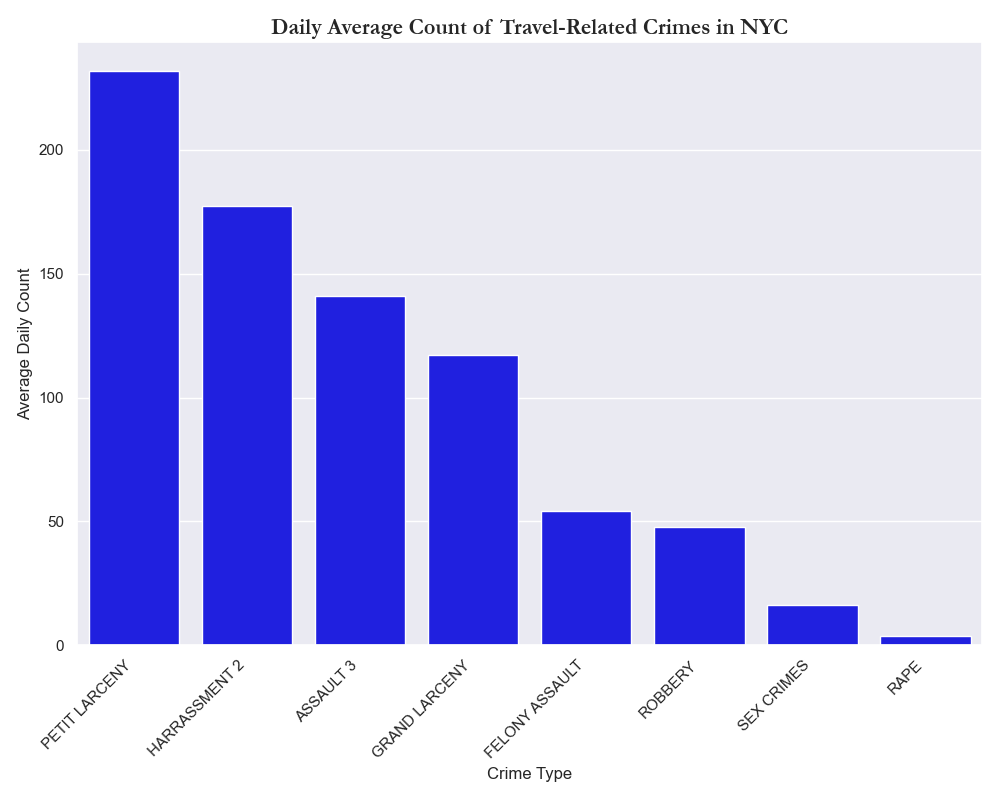 Daily Average Count of Travel-Related Crimes in NYC
Average Daily Count
200
150
100
50
0
PETIT LARCENY
HARRASSMENT 2
ASSAULT 3
GRAND LARCENY
FELONY ASSAULT
ROBBERY
SEX CRIMES
RAPE
Crime Type